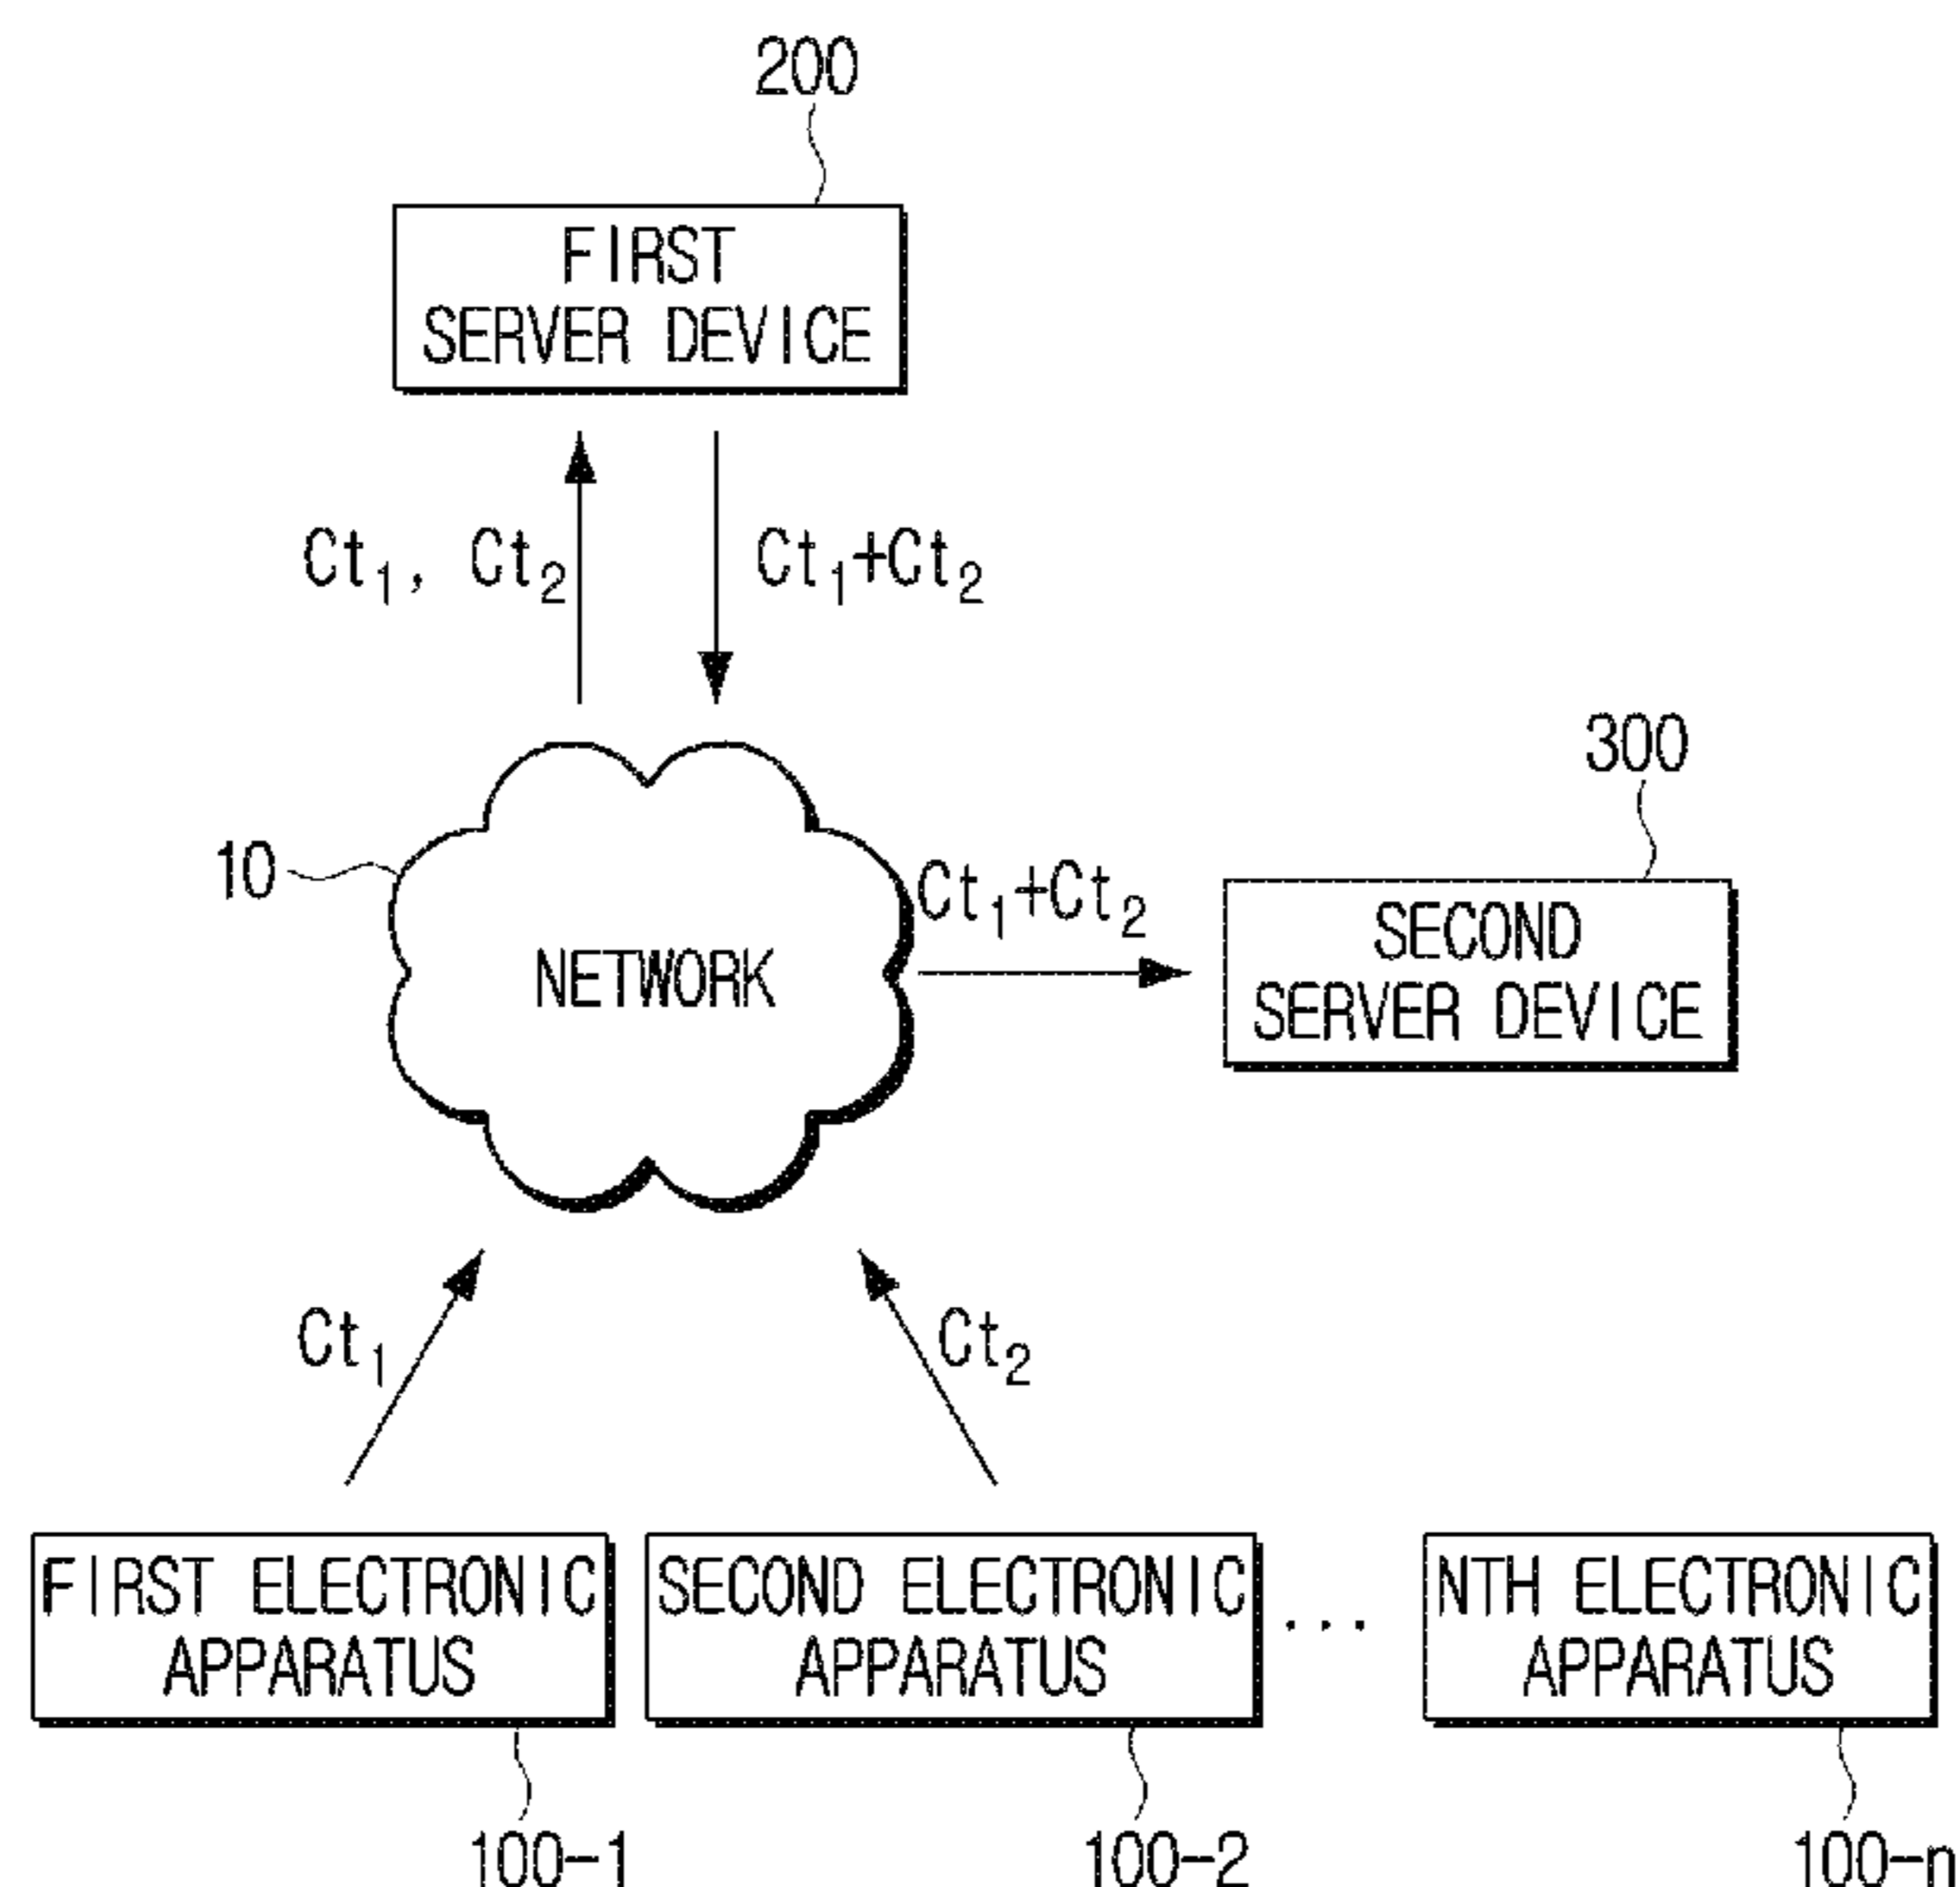 200
FIRST
SERVER DEVICE
Ct₁, Ct₂
Ct₁+Ct₂
300
10
Ct₁+Ct₂
SECOND
SERVER DEVICE
NETWORK
Ct₁
Ct₂
FIRST ELECTRONIC
APPARATUS
SECOND ELECTRONIC
APPARATUS
...
NTH ELECTRONIC
APPARATUS
100-1
100-2
100-n